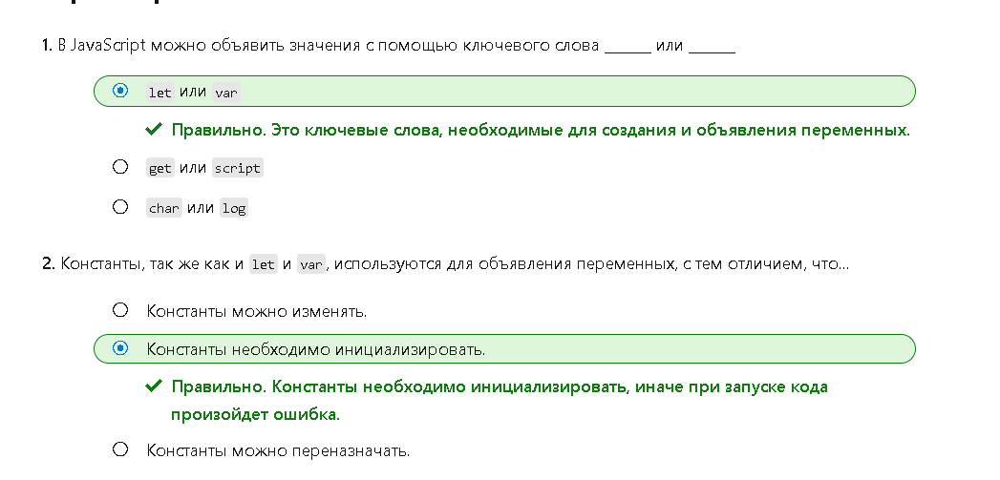 1. В JavaScript можно объявить значения с помощью ключевого слова ______ или ______
let или var
Правильно. Это ключевые слова, необходимые для создания и объявления переменных.
get или script
char или log
2. Константы, так же как и let и var, используются для объявления переменных, с тем отличием, что...
Константы можно изменять.
Константы необходимо инициализировать.
Правильно. Константы необходимо инициализировать, иначе при запуске кода
произойдет ошибка.
Константы можно переназначать.